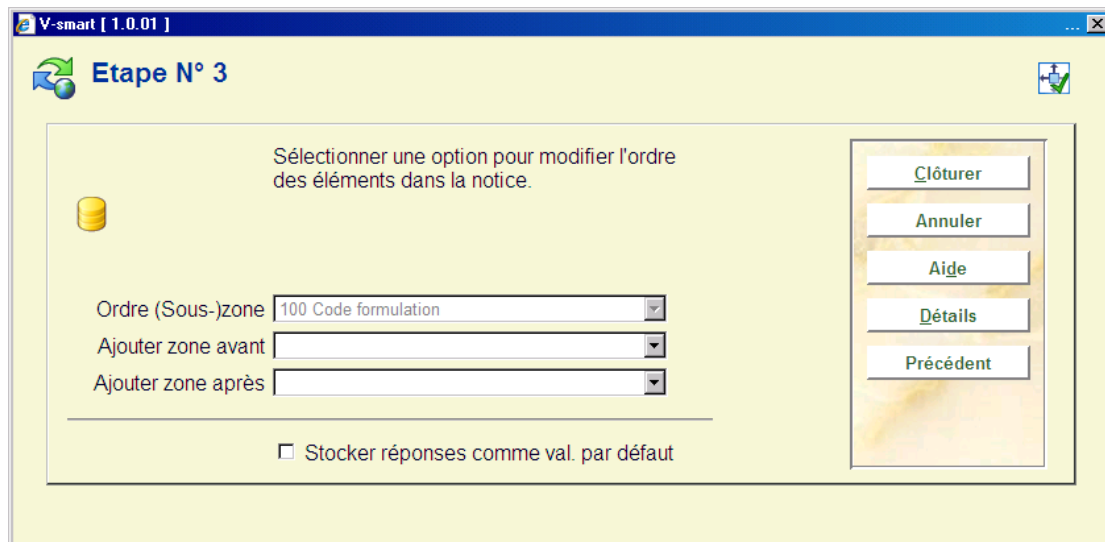 V-smart [ 1.0.01 ]
...
Etape N° 3
Sélectionner une option pour modifier l'ordre
des éléments dans la notice.
Ordre (Sous-)zone 100 Code formulation
Ajouter zone avant
Ajouter zone après
Stocker réponses comme val. par défaut
Clôturer
Annuler
Aide
Détails
Précédent